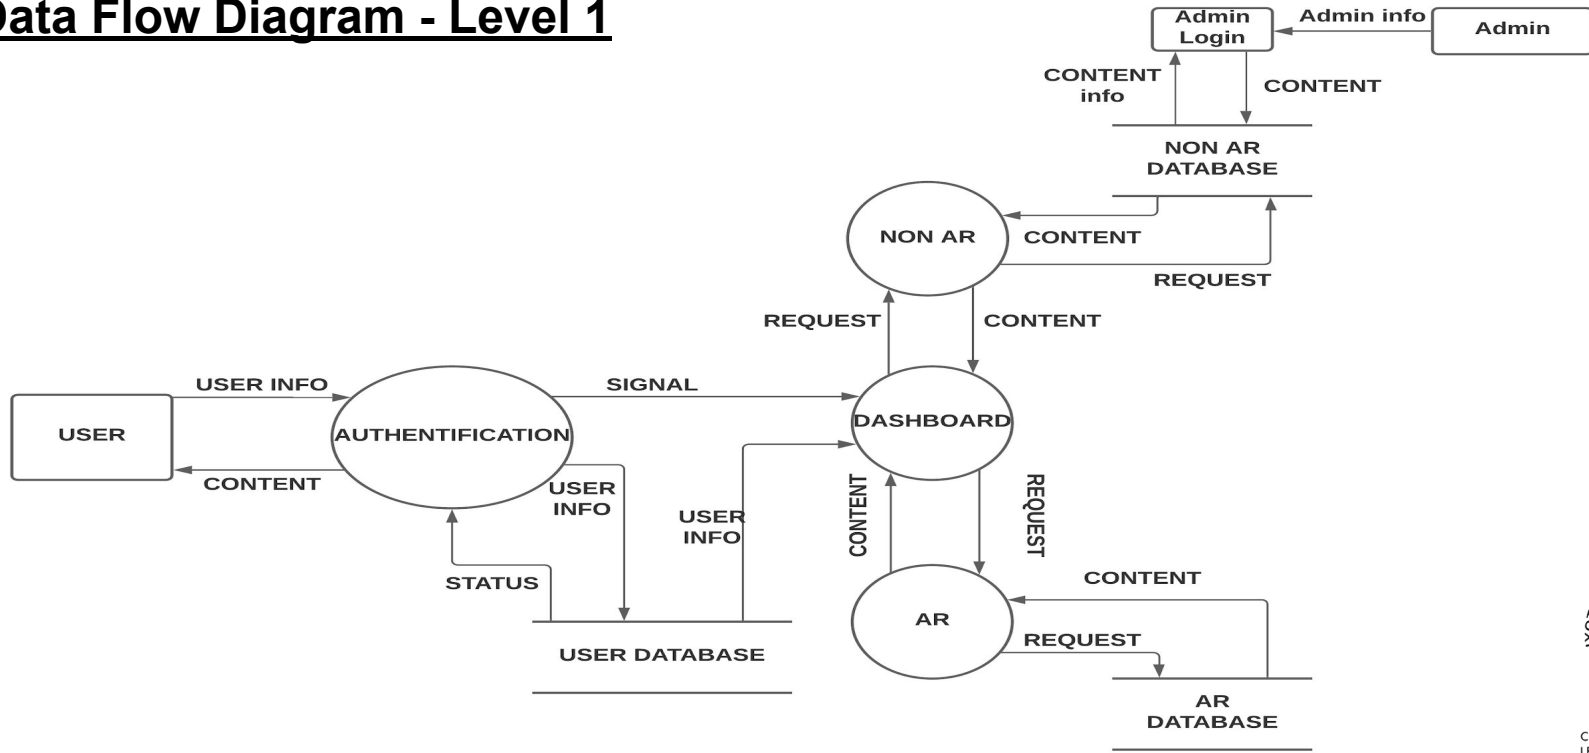 Data Flow Diagram - Level 1
Admin
Login
Admin info
Admin
CONTENT
info
CONTENT
NON AR
DATABASE
NON AR
CONTENT
REQUEST
REQUEST
CONTENT
USER INFO
SIGNAL
USER
AUTHENTIFICATION
DASHBOARD
CONTENT
USER
INFO
USER
INFO
CONTENT
REQUEST
STATUS
CONTENT
AR
REQUEST
USER DATABASE
AR
DATABASE